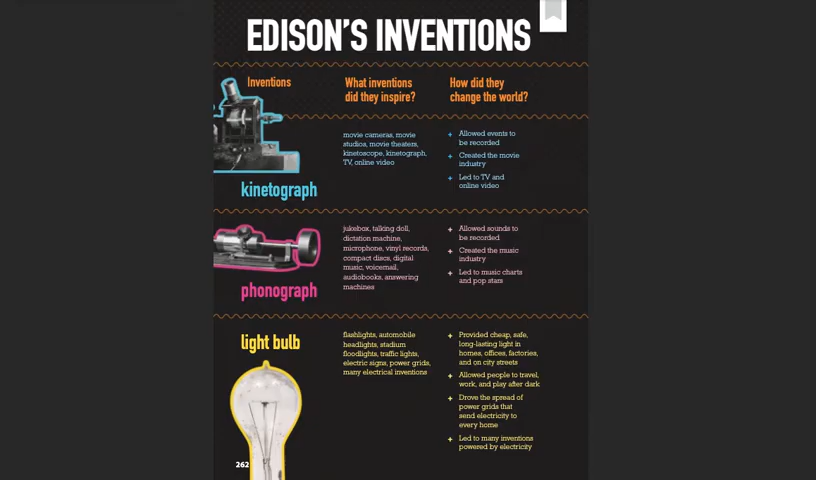 EDISON'S INVENTIONS
Inventions
What inventions
did they inspire?
How did they
change the world?
kinetograph
movie cameras, movie
studios, movie theaters,
kinetoscope, kinetograph,
TV, online video
+ Allowed events to
be recorded
+ Created the movie
industry
+ Led to TV and
online video
phonograph
jukebox, talking doll,
dictation machine,
microphone, vinyl records,
compact discs, digital
music, voicemail,
audiobooks, answering
machines
+ Allowed sounds to
be recorded
+ Created the music
industry
+ Led to music charts
and pop stars
light bulb
flashlights, automobile
headlights, stadium
floodlights, traffic lights,
electric signs, power grids,
many electrical inventions
+ Provided cheap, safe,
long-lasting light in
homes, offices, factories,
and on city streets
+ Allowed people to travel,
work, and play after dark
+ Drove the spread of
power grids that
send electricity to
every home
+ Led to many inventions
powered by electricity
262